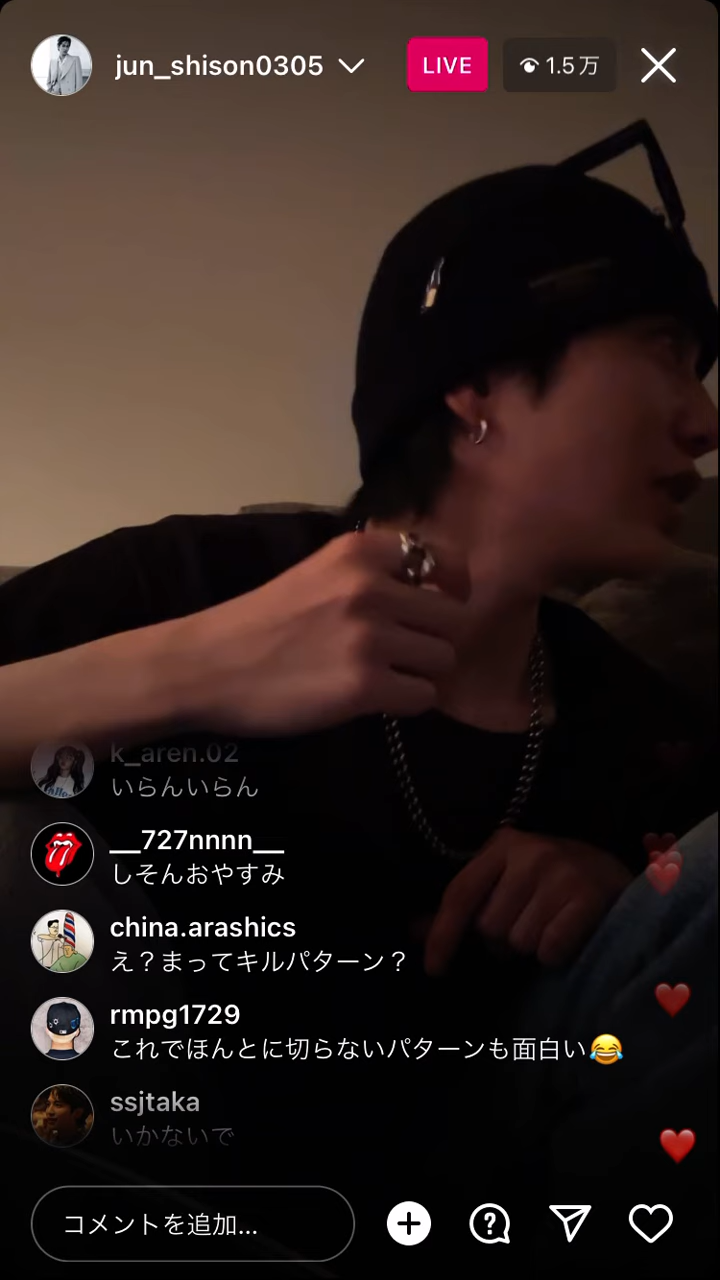 jun_shison0305
LIVE
1.5万
k_aren.02
いらんいらん
__727nnnn__
しそんおやすみ
china.arashics
え？まってキルパターン？
rmpg1729
これでほんとに切らないパターンも面白い😂
ssjtaka
いかないで
コメントを追加...